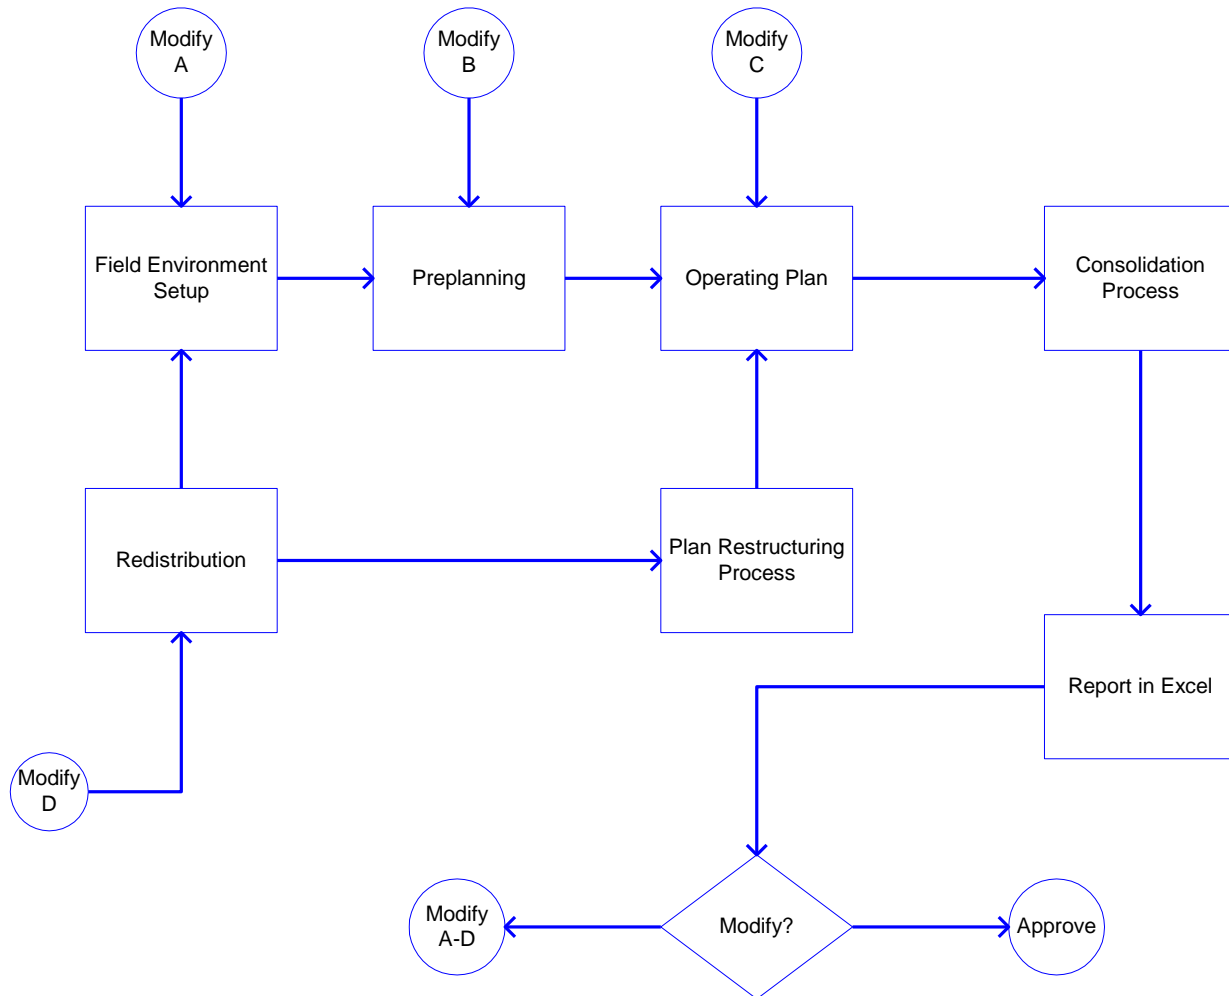 Modify
A
Modify
B
Modify
C
Field Environment
Setup
Preplanning
Operating Plan
Consolidation
Process
Redistribution
Plan Restructuring
Process
Report in Excel
Modify
D
Modify
A-D
Modify?
Approve